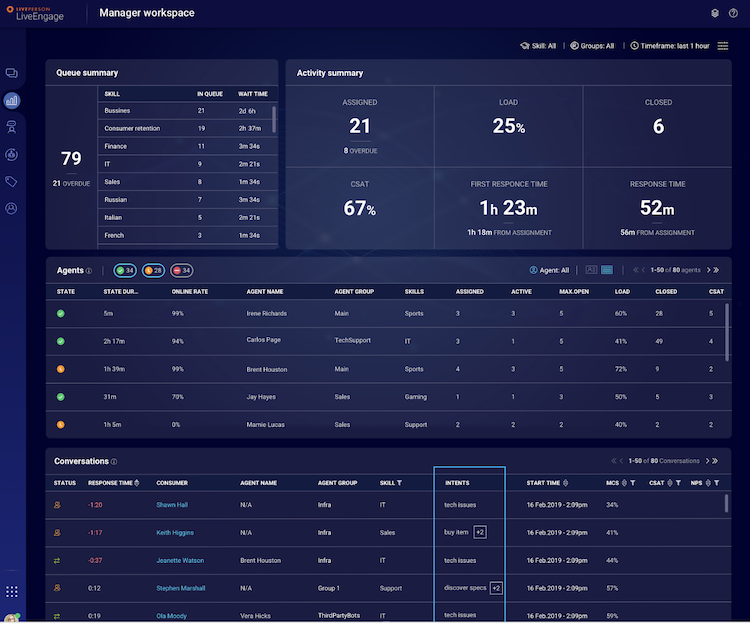 LIVEPERSON
LiveEngage
Manager workspace
Skill: All Groups: All Timeframe: last 1 hour
Queue summary
79
21 OVERDUE
SKILL IN QUEUE WAIT TIME
Bussines 21 2d 6h
Consumer retention 19 2h 37m
Finance 11 3m 34s
IT 9 2m 21s
Sales 8 1m 34s
Russian 7 3m 34s
Italian 5 2m 21s
French 3 1m 34s
Activity summary
ASSIGNED LOAD CLOSED
21 25% 6
8 OVERDUE
CSAT FIRST RESPONCE TIME RESPONSE TIME
67% 1h 23m 52m
1h 18m FROM ASSIGNMENT 56m FROM ASSIGNMENT
Agents 34 28 34 Agent: All 1-50 of 80 agents
STATE STATE DUR... ONLINE RATE AGENT NAME AGENT GROUP SKILLS ASSIGNED ACTIVE MAX.OPEN LOAD CLOSED CSAT
5m 99% Irene Richards Main Sports 3 3 5 60% 28 5
2h 17m 94% Carlos Page TechSupport IT 3 1 5 41% 49 4
1h 39m 99% Brent Houston Main Sports 4 3 5 72% 9 2
31m 70% Jay Hayes Sales Gaming 1 1 3 50% 5 3
1h 5m 0% Mamie Lucas Sales Support 2 2 2 40% 2 2
Conversations 1-50 of 80 Conversations
STATUS RESPONSE TIME CONSUMER AGENT NAME AGENT GROUP SKILL INTENTS START TIME MCS CSAT NPS
-1:20 Shawn Hall N/A Infra IT tech issues 16 Feb.2019 - 2:09pm 34%
-1:17 Keith Higgins N/A Infra Sales buy item +2 16 Feb.2019 - 2:09pm 41%
-0:37 Jeanette Watson Brent Houston Infra IT tech issues 16 Feb.2019 - 2:09pm 44%
0:12 Stephen Marshall N/A Group 1 Support discover specs +2 16 Feb.2019 - 2:09pm 57%
0:19 Ola Moody Vera Hicks ThirdPartyBots IT tech issues 16 Feb.2019 - 2:09pm 59%